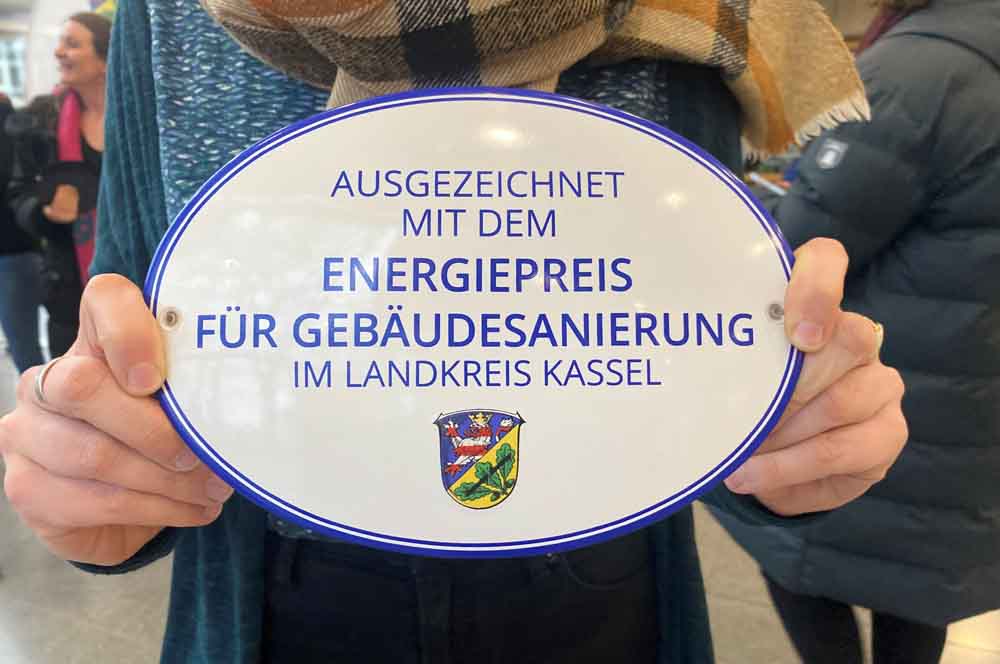 AUSGEZEICHNET
MIT DEM
ENERGIEPREIS
FÜR GEBÄUDESANIERUNG
IM LANDKREIS KASSEL